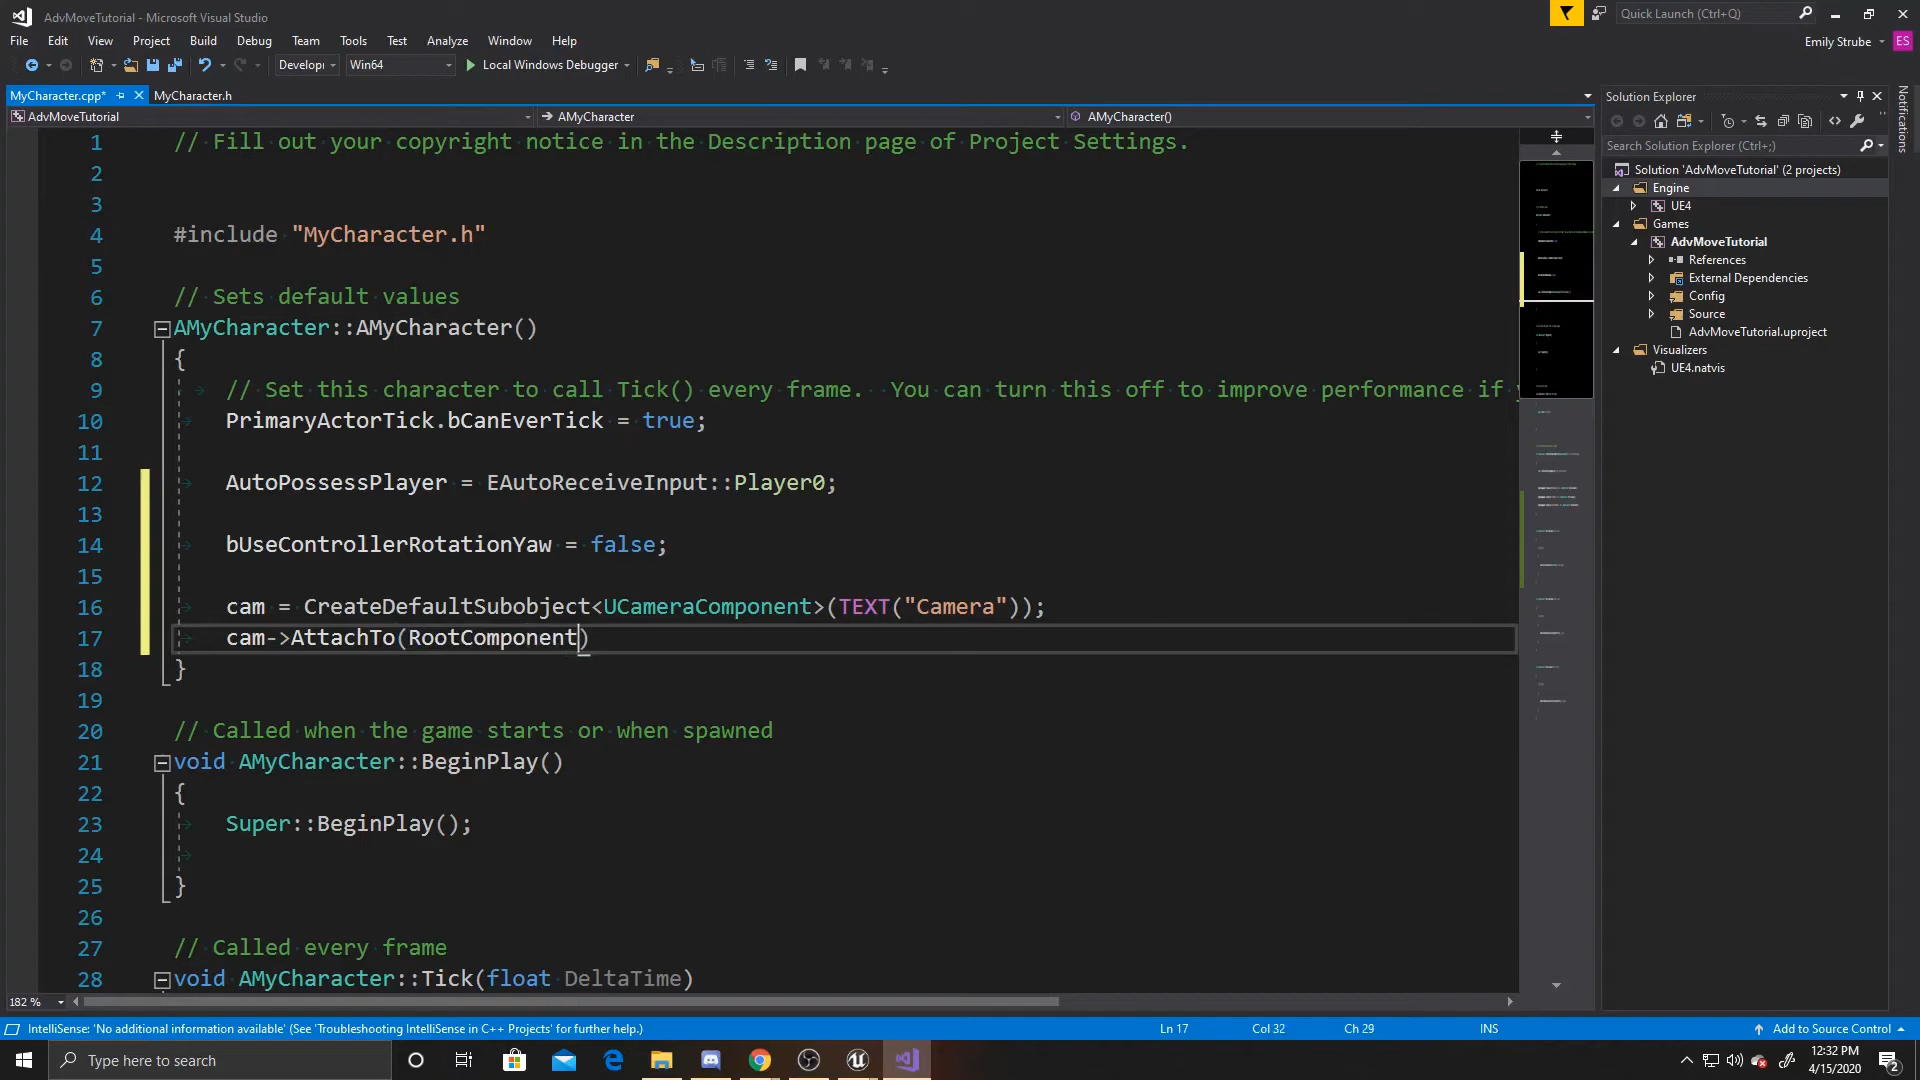 AdvMoveTutorial - Microsoft Visual Studio
Quick Launch (Ctrl+Q)
File Edit View Project Build Debug Team Tools Test Analyze Window Help
Emily Strube ES
Develop Win64 Local Windows Debugger
MyCharacter.cpp* MyCharacter.h
AdvMoveTutorial AMyCharacter AMyCharacter()
1 // Fill out your copyright notice in the Description page of Project Settings.
2
3
4 #include "MyCharacter.h"
5
6 // Sets default values
7 AMyCharacter::AMyCharacter()
8 {
9 // Set this character to call Tick() every frame. You can turn this off to improve performance if
10 PrimaryActorTick.bCanEverTick = true;
11
12 AutoPossessPlayer = EAutoReceiveInput::Player0;
13
14 bUseControllerRotationYaw = false;
15
16 cam = CreateDefaultSubobject<UCameraComponent>(TEXT("Camera"));
17 cam->AttachTo(RootComponent)
18 }
19
20 // Called when the game starts or when spawned
21 void AMyCharacter::BeginPlay()
22 {
23 Super::BeginPlay();
24
25 }
26
27 // Called every frame
28 void AMyCharacter::Tick(float DeltaTime)
182 %
Solution Explorer
Search Solution Explorer (Ctrl+;)
Solution 'AdvMoveTutorial' (2 projects)
Engine
UE4
Games
AdvMoveTutorial
References
External Dependencies
Config
Source
AdvMoveTutorial.uproject
Visualizers
UE4.natvis
Notifications
IntelliSense: 'No additional information available' (See 'Troubleshooting IntelliSense in C++ Projects' for further help.) Ln 17 Col 32 Ch 29 INS Add to Source Control
Type here to search
12:32 PM
4/15/2020
2